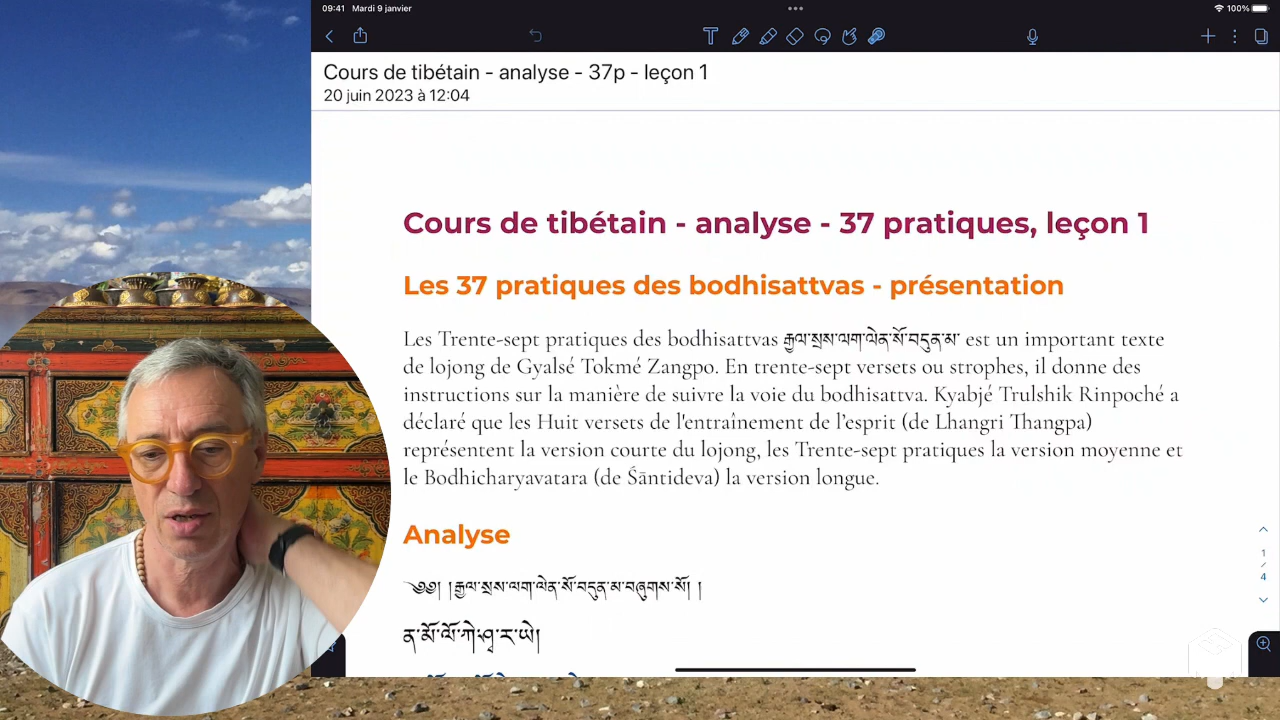 09:41 Mardi 9 janvier
100%
Cours de tibétain - analyse - 37p - leçon 1
20 juin 2023 à 12:04
Cours de tibétain - analyse - 37 pratiques, leçon 1
Les 37 pratiques des bodhisattvas - présentation
Les Trente-sept pratiques des bodhisattvas རྒྱལ་སྲས་ལག་ལེན་སོ་བདུན་མ་ est un important texte
de lojong de Gyalsé Tokmé Zangpo. En trente-sept versets ou strophes, il donne des
instructions sur la manière de suivre la voie du bodhisattva. Kyabjé Trulshik Rinpoché a
déclaré que les Huit versets de l'entraînement de l’esprit (de Lhangri Thangpa)
représentent la version courte du lojong, les Trente-sept pratiques la version moyenne et
le Bodhicharyavatara (de Śāntideva) la version longue.
Analyse
༄༅། །རྒྱལ་སྲས་ལག་ལེན་སོ་བདུན་མ་བཞུགས་སོ། །
ན་མོ་ལོ་ཀེ་ཤྭ་ར་ཡེ།
1
/
4